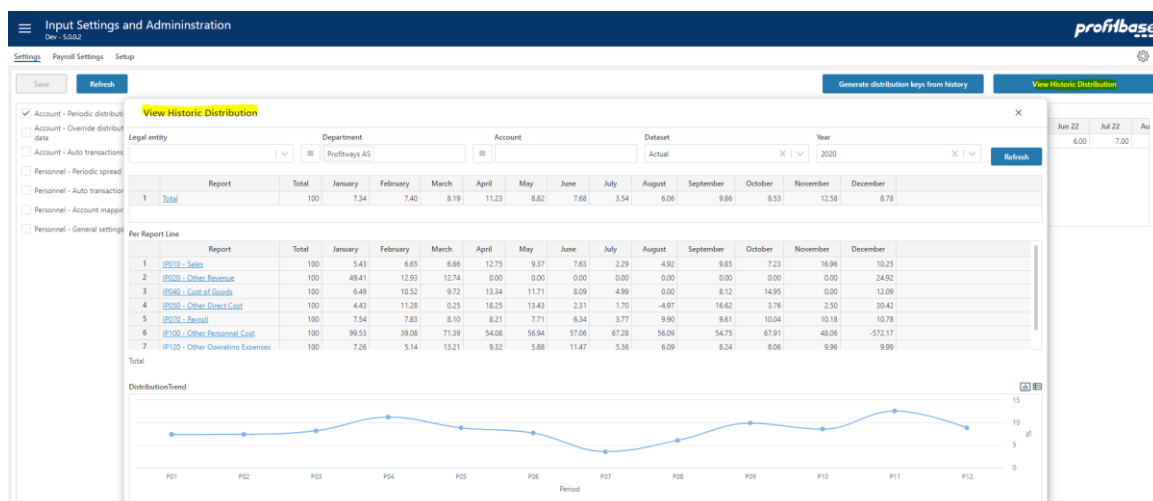 Input Settings and Admininstration
Dev - 5.0.0.2
profitbase
Settings Payroll Settings Setup
Save Refresh Generate distribution keys from history View Historic Distribution
Account - Periodic distributi
Account - Override distribut
data
Account - Auto transactions
Personnel - Periodic spread
Personnel - Auto transaction
Personnel - Account mappin
Personnel - General settings
Jun 22 Jul 22 Au
6.00 7.00
View Historic Distribution
Legal entity Department Account Dataset Year
Profitways AS Actual 2020 Refresh
Report Total January February March April May June July August September October November December
1 Total 100 7.34 7.40 8.19 11.23 8.82 7.68 3.54 6.06 9.86 8.53 12.58 8.78
Per Report Line
Report Total January February March April May June July August September October November December
1 IP010 - Sales 100 5.43 6.65 6.66 12.75 9.37 7.63 2.29 4.92 9.85 7.23 16.96 10.25
2 IP020 - Other Revenue 100 49.41 12.93 12.74 0.00 0.00 0.00 0.00 0.00 0.00 0.00 0.00 24.92
3 IP040 - Cost of Goods 100 6.49 10.52 9.72 13.34 11.71 8.09 4.99 0.00 8.12 14.95 0.00 12.09
4 IP050 - Other Direct Cost 100 4.43 11.28 0.25 18.25 13.43 2.31 1.70 -4.97 16.62 3.76 2.50 30.42
5 IP070 - Payroll 100 7.54 7.83 8.10 8.21 7.71 6.34 3.77 9.90 9.61 10.04 10.18 10.78
6 IP100 - Other Personnel Cost 100 99.53 39.08 71.39 54.08 56.94 57.06 67.28 56.09 54.75 67.91 48.06 -572.17
7 IP120 - Other Operating Expenses 100 7.26 5.14 13.21 9.32 5.88 11.47 5.36 6.09 8.24 8.06 9.96 9.99
Total
DistributionTrend
15
10
5
0
%
P01 P02 P03 P04 P05 P06 P07 P08 P09 P10 P11 P12
Period